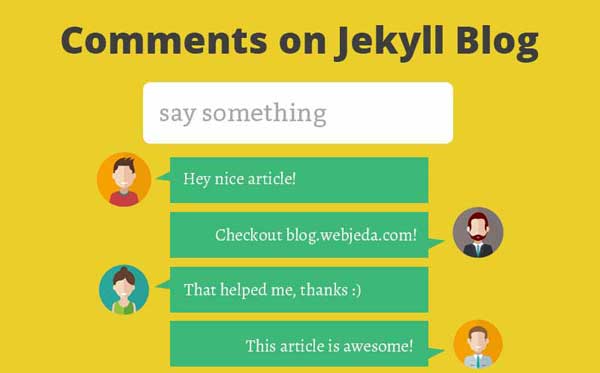 Comments on Jekyll Blog
say something
Hey nice article!
Checkout blog.webjeda.com!
That helped me, thanks :)
This article is awesome!